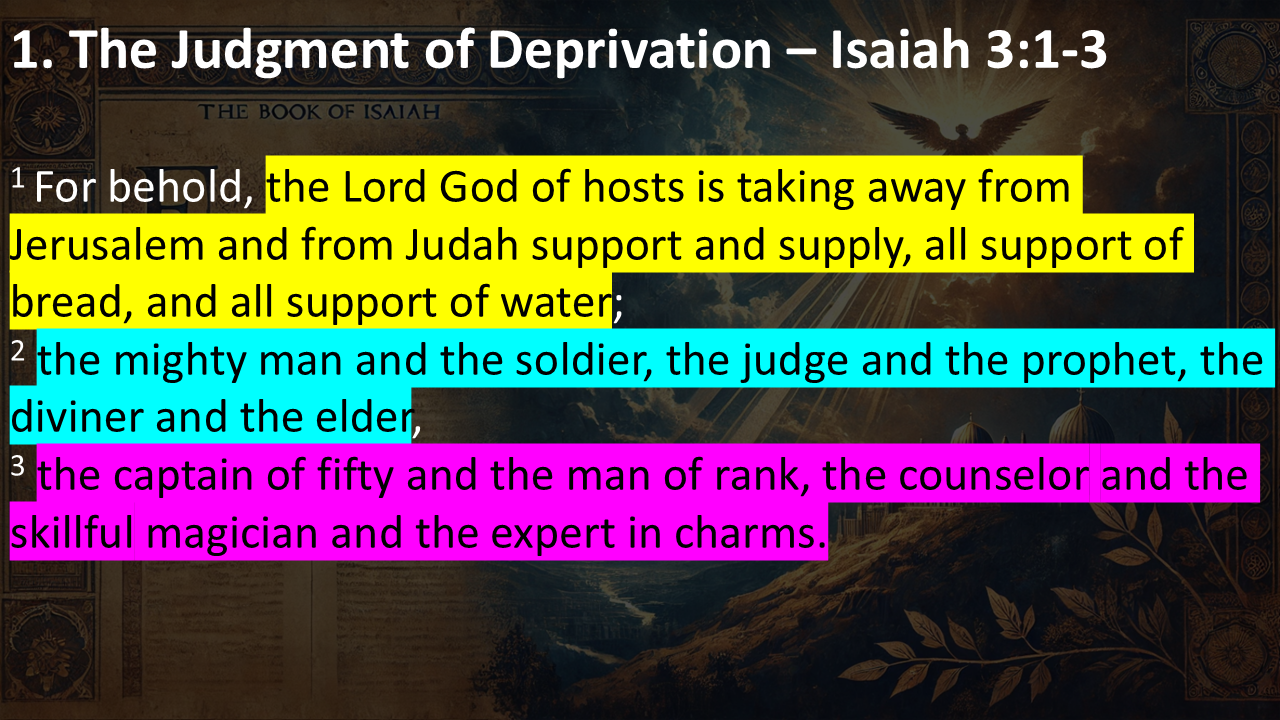 1. The Judgment of Deprivation – Isaiah 3:1-3
THE BOOK OF ISAIAH
1 For behold, the Lord God of hosts is taking away from
Jerusalem and from Judah support and supply, all support of
bread, and all support of water;
2 the mighty man and the soldier, the judge and the prophet, the
diviner and the elder,
3 the captain of fifty and the man of rank, the counselor and the
skillful magician and the expert in charms.